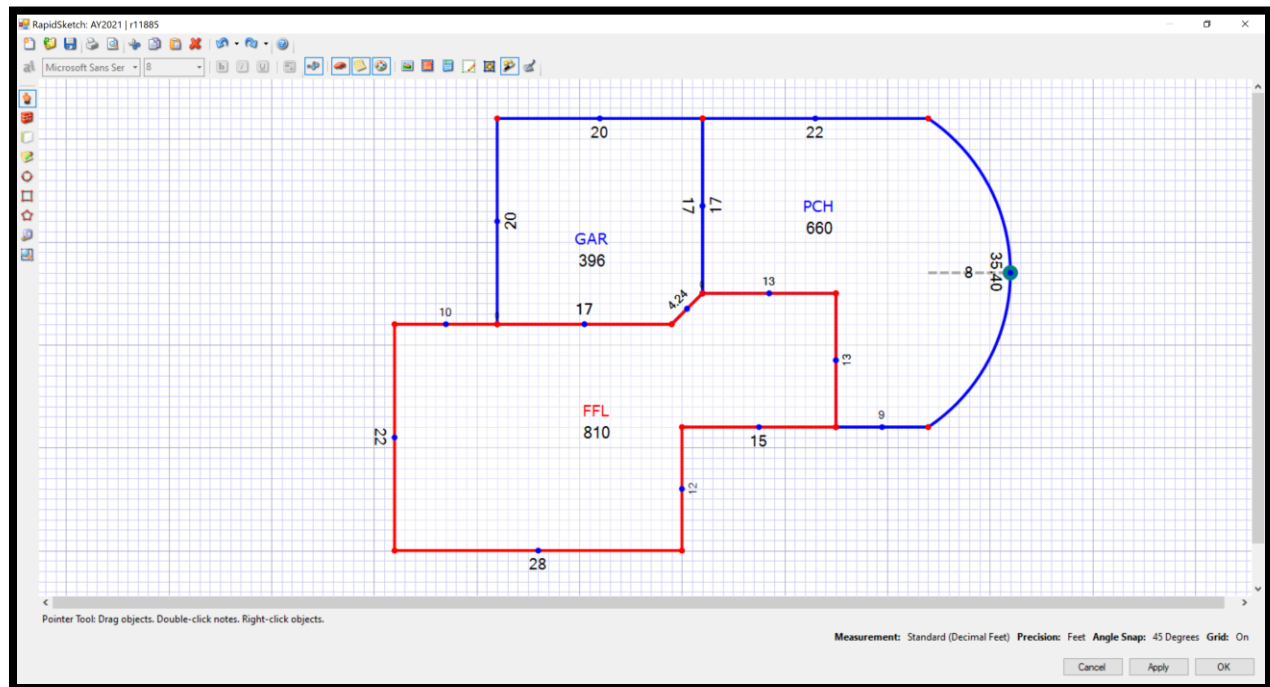 RapidSketch: AY2021 | r11885
Microsoft Sans Ser
8
20
22
20
17
17
PCH
660
GAR
396
35.40
8
13
4.24
10
17
13
FFL
810
9
15
22
12
28
Pointer Tool: Drag objects. Double-click notes. Right-click objects.
Measurement: Standard (Decimal Feet) Precision: Feet Angle Snap: 45 Degrees Grid: On
Cancel Apply OK